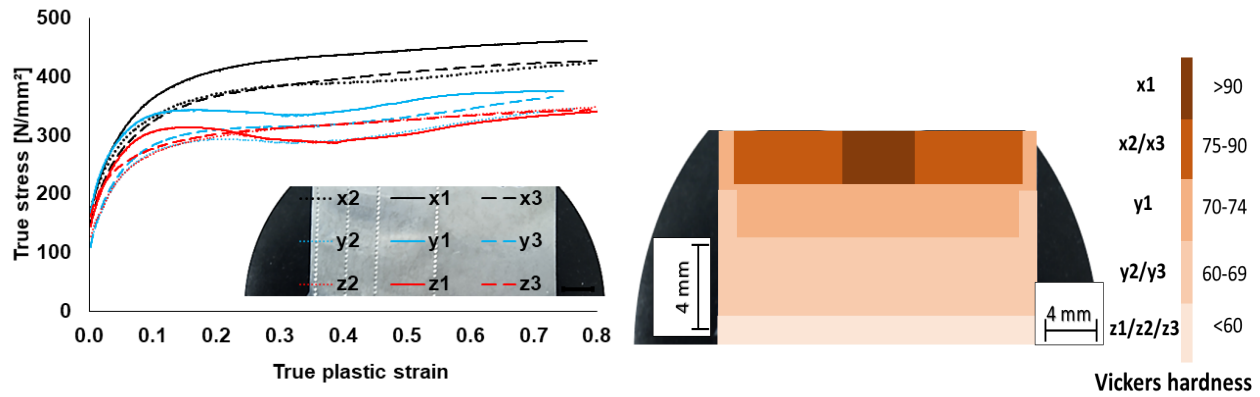 500
400
300
200
100
0
True stress [N/mm²]
0.0 0.1 0.2 0.3 0.4 0.5 0.6 0.7 0.8
True plastic strain
x2 x1 x3
y2 y1 y3
z2 z1 z3
4 mm
4 mm
x1 >90
x2/x3 75-90
y1 70-74
y2/y3 60-69
z1/z2/z3 <60
Vickers hardness